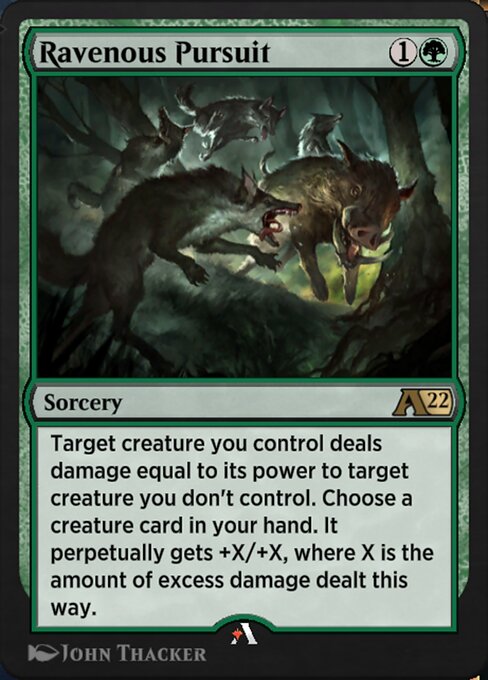 Ravenous Pursuit 1
Sorcery A22
Target creature you control deals
damage equal to its power to target
creature you don't control. Choose a
creature card in your hand. It
perpetually gets +X/+X, where X is the
amount of excess damage dealt this
way.
John Thacker